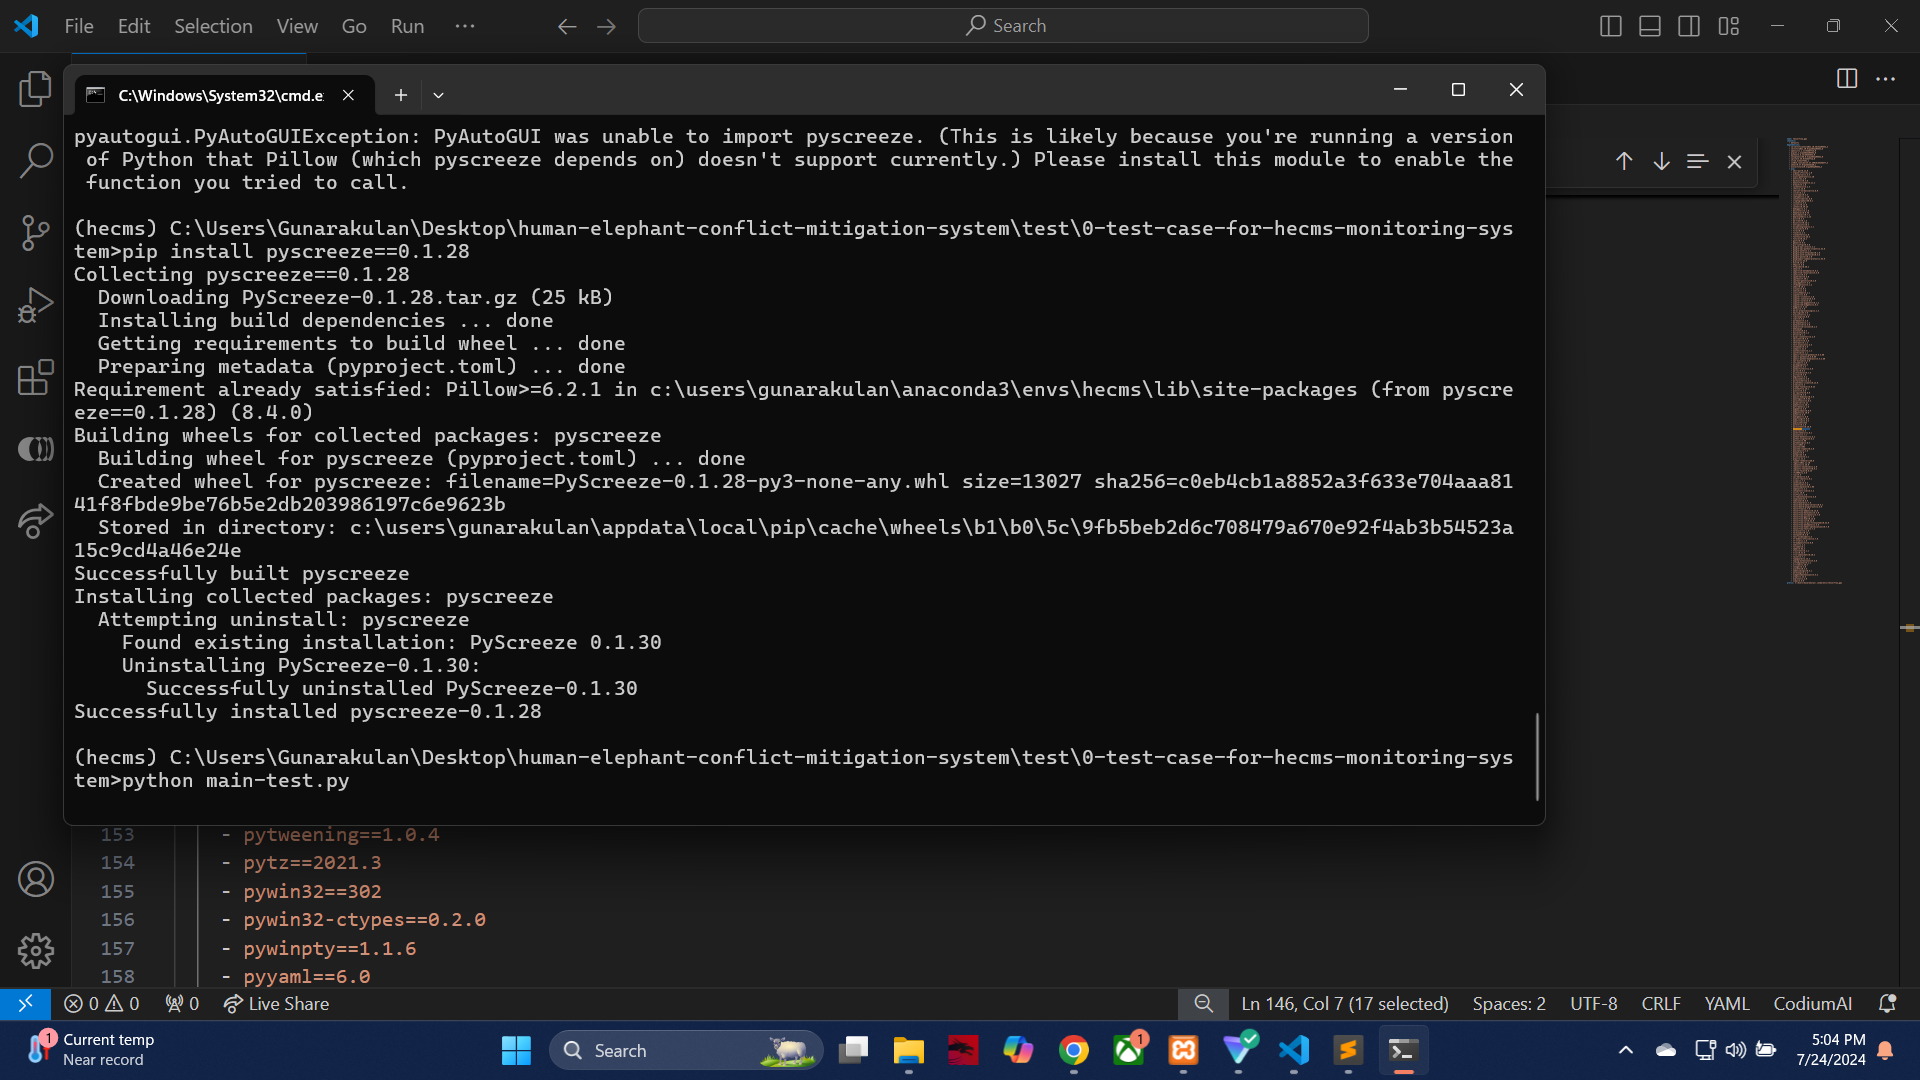 File Edit Selection View Go Run ... Search
C:\Windows\System32\cmd.e
pyautogui.PyAutoGUIException: PyAutoGUI was unable to import pyscreeze. (This is likely because you're running a version
of Python that Pillow (which pyscreeze depends on) doesn't support currently.) Please install this module to enable the
function you tried to call.
(hecms) C:\Users\Gunarakulan\Desktop\human-elephant-conflict-mitigation-system\test\0-test-case-for-hecms-monitoring-sys
tem>pip install pyscreeze==0.1.28
Collecting pyscreeze==0.1.28
Downloading PyScreeze-0.1.28.tar.gz (25 kB)
Installing build dependencies ... done
Getting requirements to build wheel ... done
Preparing metadata (pyproject.toml) ... done
Requirement already satisfied: Pillow>=6.2.1 in c:\users\gunarakulan\anaconda3\envs\hecms\lib\site-packages (from pyscre
eze==0.1.28) (8.4.0)
Building wheels for collected packages: pyscreeze
Building wheel for pyscreeze (pyproject.toml) ... done
Created wheel for pyscreeze: filename=PyScreeze-0.1.28-py3-none-any.whl size=13027 sha256=c0eb4cb1a8852a3f633e704aaa81
41f8fbde9be76b5e2db203986197c6e9623b
Stored in directory: c:\users\gunarakulan\appdata\local\pip\cache\wheels\b1\b0\5c\9fb5beb2d6c708479a670e92f4ab3b54523a
15c9cd4a46e24e
Successfully built pyscreeze
Installing collected packages: pyscreeze
Attempting uninstall: pyscreeze
Found existing installation: PyScreeze 0.1.30
Uninstalling PyScreeze-0.1.30:
Successfully uninstalled PyScreeze-0.1.30
Successfully installed pyscreeze-0.1.28
(hecms) C:\Users\Gunarakulan\Desktop\human-elephant-conflict-mitigation-system\test\0-test-case-for-hecms-monitoring-sys
tem>python main-test.py
153 - pytweening==1.0.4
154 - pytz==2021.3
155 - pywin32==302
156 - pywin32-ctypes==0.2.0
157 - pywinpty==1.1.6
158 - pyyaml==6.0
0 0 0 Live Share Ln 146, Col 7 (17 selected) Spaces: 2 UTF-8 CRLF YAML CodiumAI
1 Current temp
Near record
Search
1
5:04 PM
7/24/2024